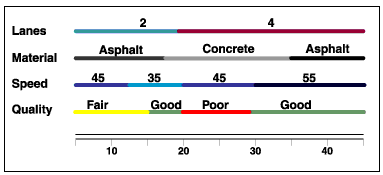 Lanes 2 4
Material Asphalt Concrete Asphalt
Speed 45 35 45 55
Quality Fair Good Poor Good
10 20 30 40